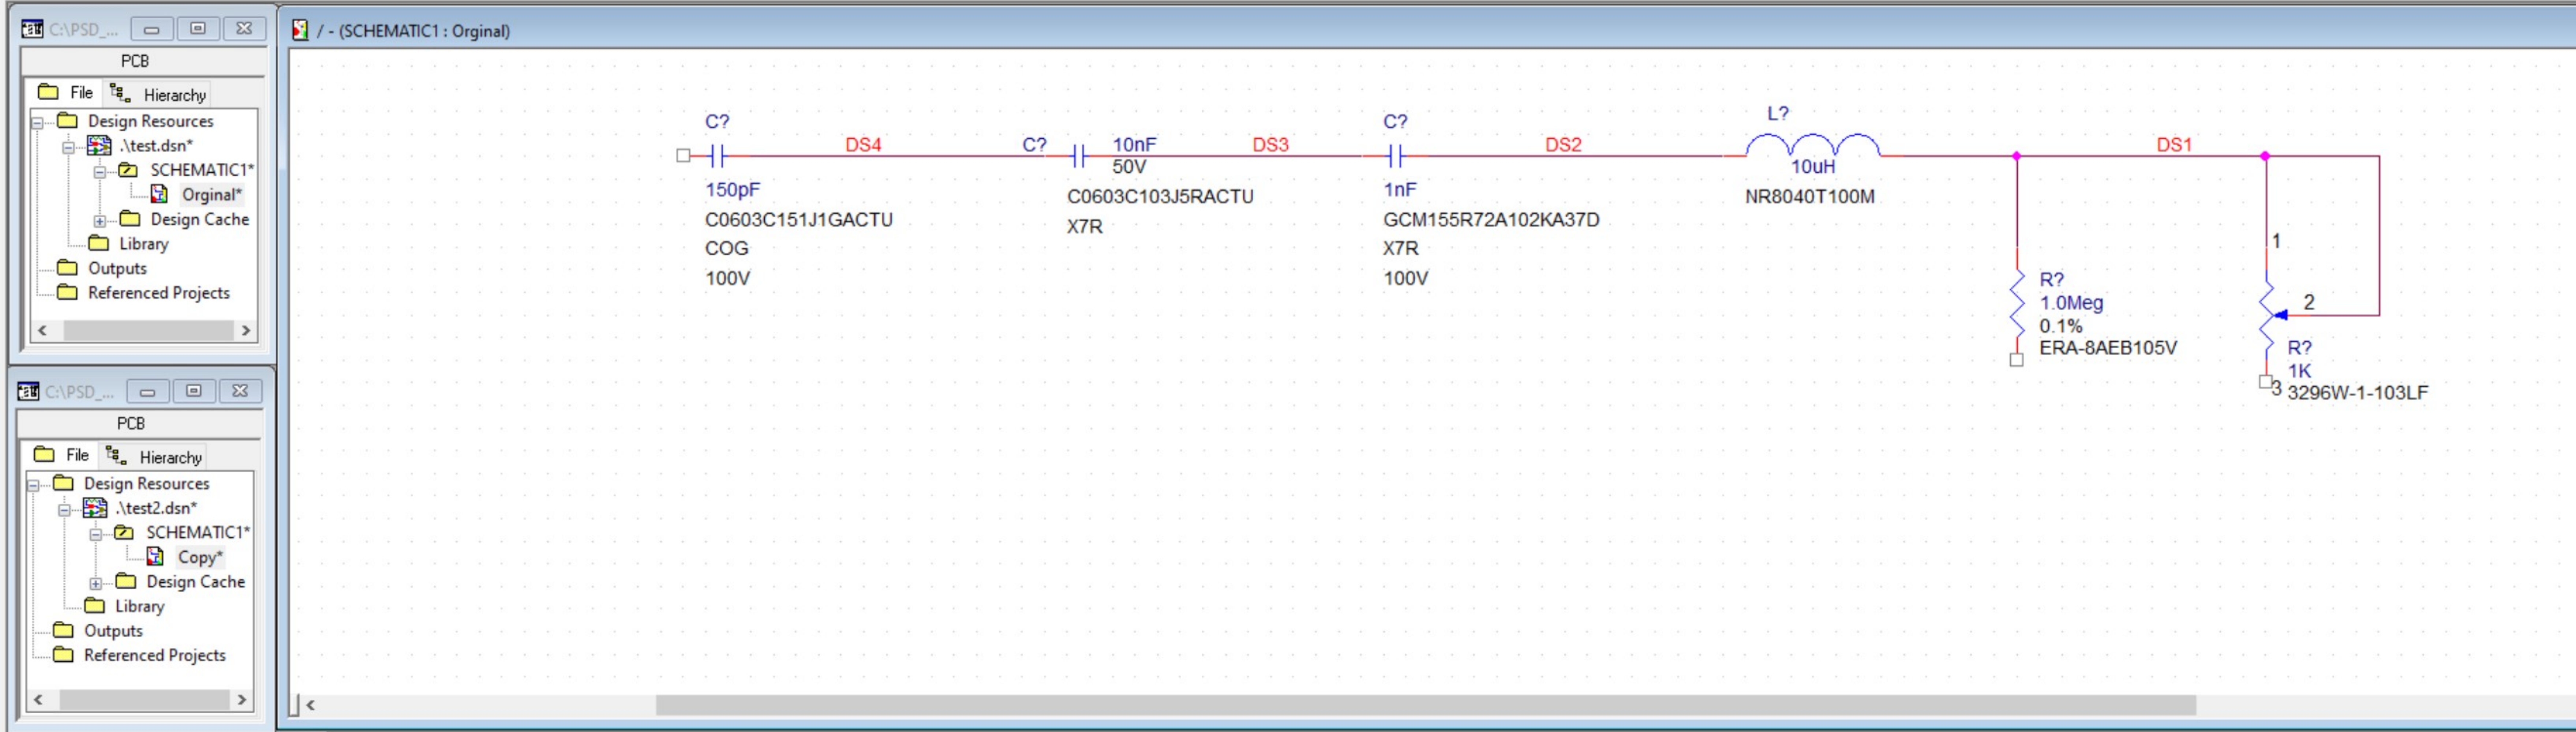 C:\PSD_...
PCB
File
Hierarchy
Design Resources
.\test.dsn*
SCHEMATIC1*
Orginal*
Design Cache
Library
Outputs
Referenced Projects
C:\PSD_...
PCB
File
Hierarchy
Design Resources
.\test2.dsn*
SCHEMATIC1*
Copy*
Design Cache
Library
Outputs
Referenced Projects
/ - (SCHEMATIC1 : Orginal)
C?
150pF
C0603C151J1GACTU
COG
100V
DS4
C?
10nF
50V
C0603C103J5RACTU
X7R
DS3
C?
1nF
GCM155R72A102KA37D
X7R
100V
DS2
L?
10uH
NR8040T100M
DS1
R?
1.0Meg
0.1%
ERA-8AEB105V
1
2
R?
1K
3
3296W-1-103LF